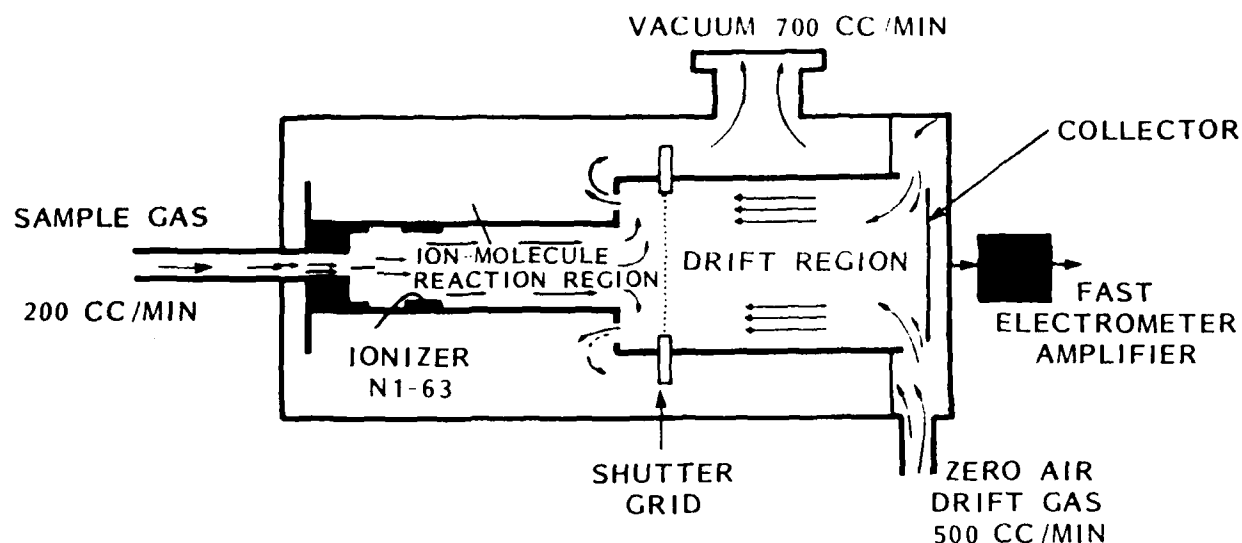 VACUUM 700 CC/MIN
COLLECTOR
SAMPLE GAS
200 CC/MIN
ION-MOLECULE
REACTION REGION
DRIFT REGION
IONIZER
N1-63
FAST
ELECTROMETER
AMPLIFIER
SHUTTER
GRID
ZERO AIR
DRIFT GAS
500 CC/MIN